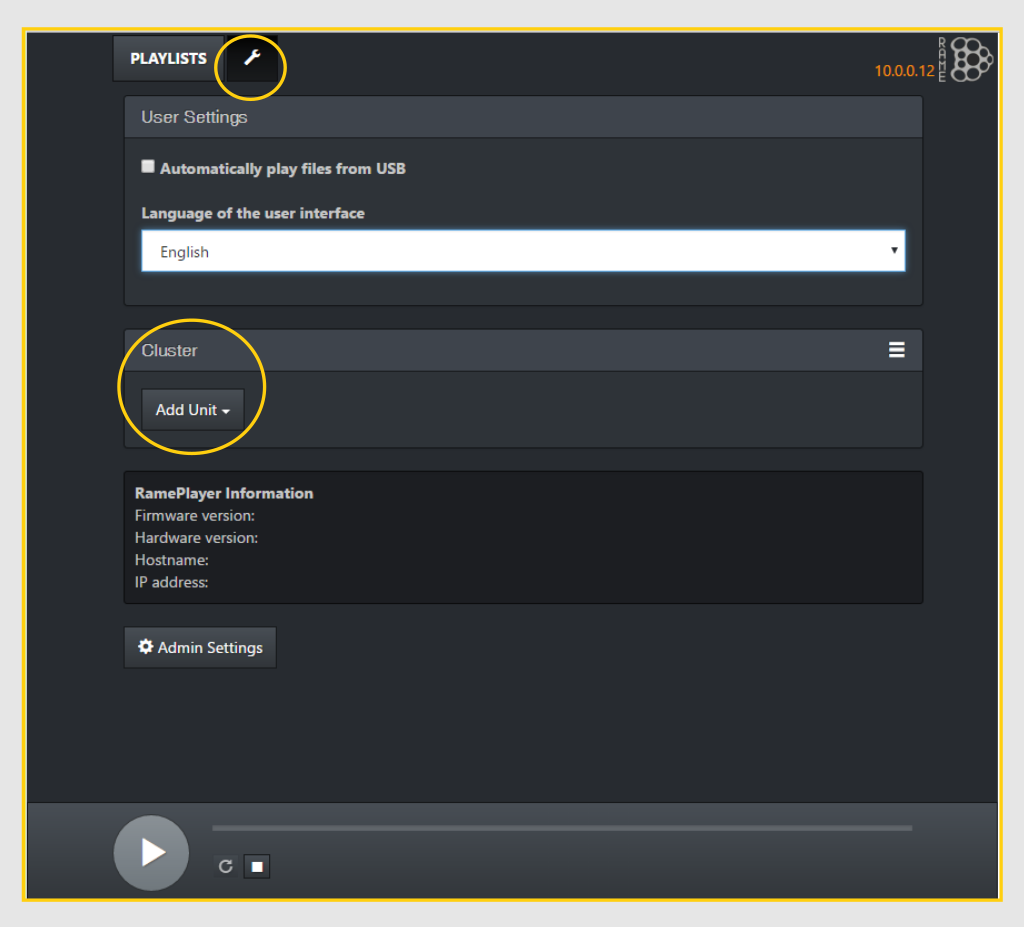 PLAYLISTS
10.0.0.12
RAME
User Settings
Automatically play files from USB
Language of the user interface
English
Cluster
Add Unit
RamePlayer Information
Firmware version:
Hardware version:
Hostname:
IP address:
Admin Settings